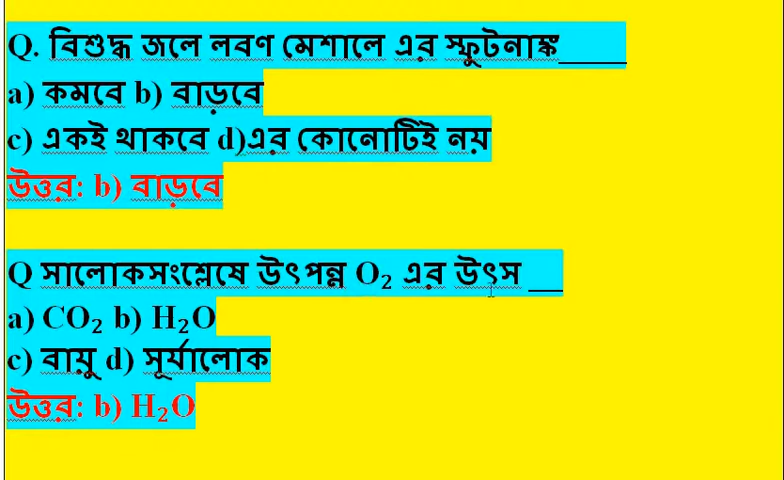 Q. বিশুদ্ধ জলে লবণ মেশালে এর স্ফুটনাঙ্ক_____
a) কমবে b) বাড়বে
c) একই থাকবে d)এর কোনোটিই নয়
উত্তর: b) বাড়বে
Q সালোকসংশ্লেষে উৎপন্ন O₂ এর উৎস __
a) CO₂ b) H₂O
c) বায়ু d) সূর্যালোক
উত্তর: b) H₂O